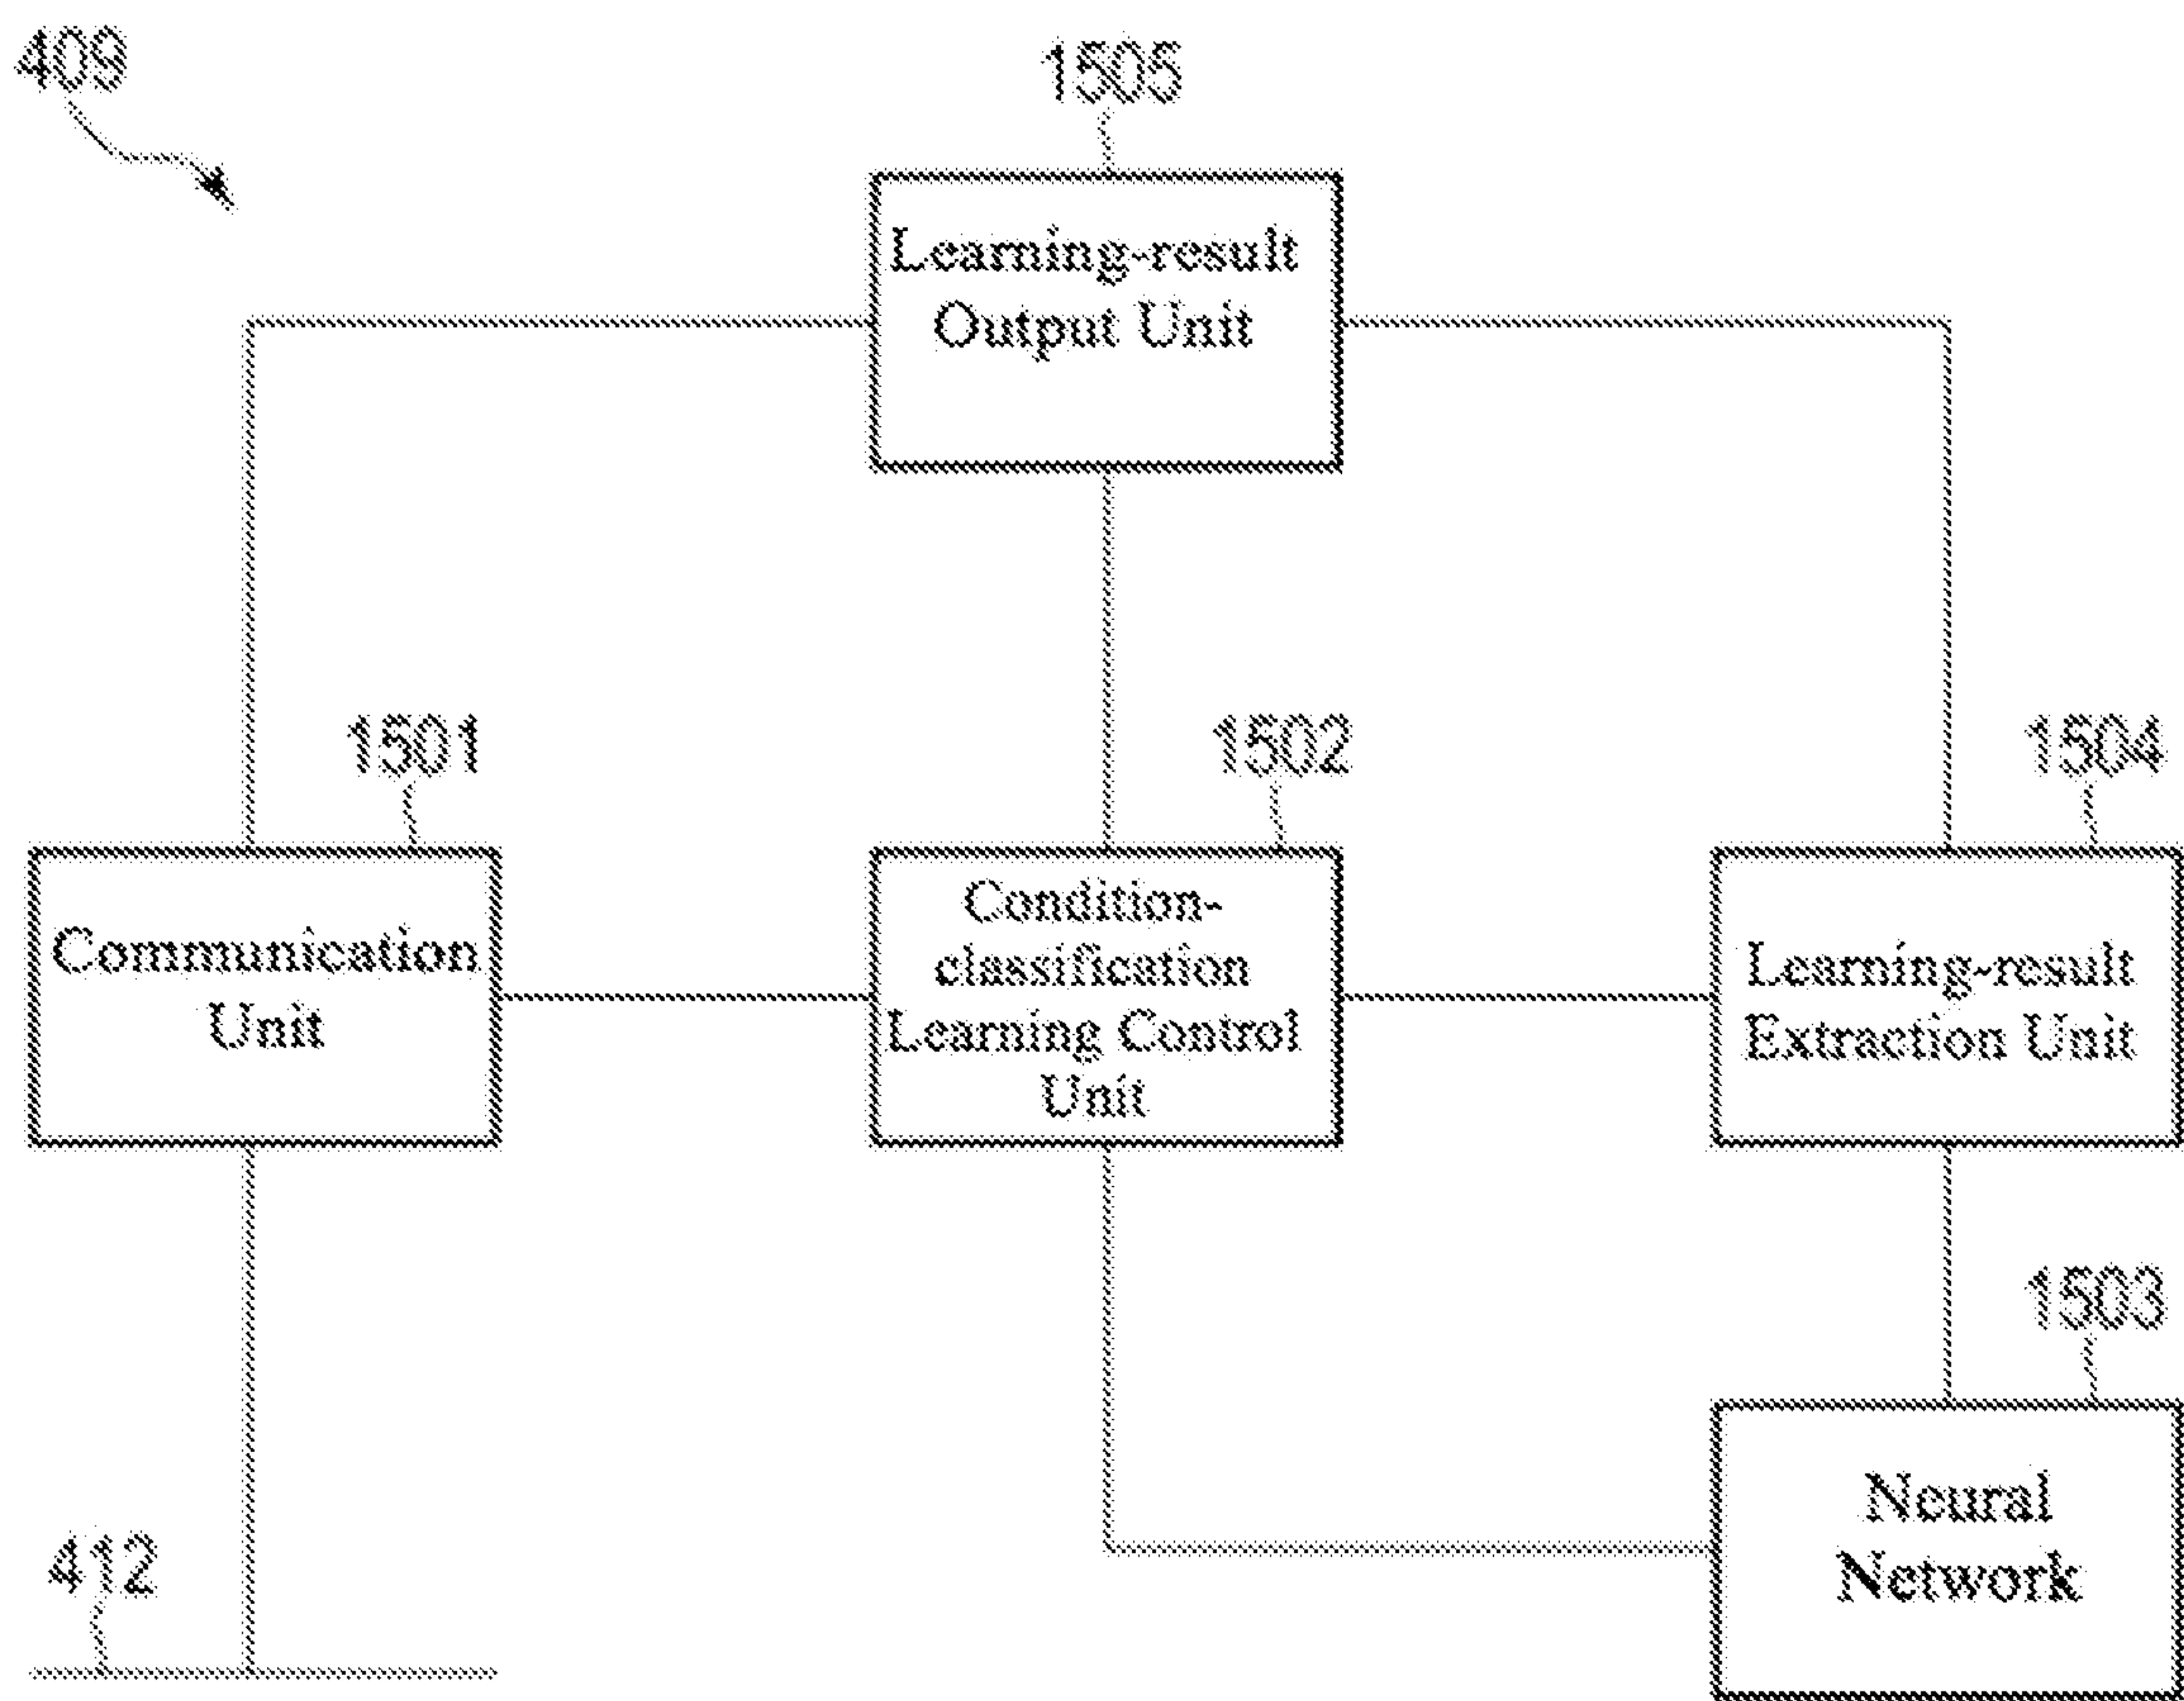 409
1505
Learning-result
Output Unit
1501
1502
1504
Communication
Unit
Condition-
classification
Learning Control
Unit
Learning-result
Extraction Unit
1503
Neural
Network
412